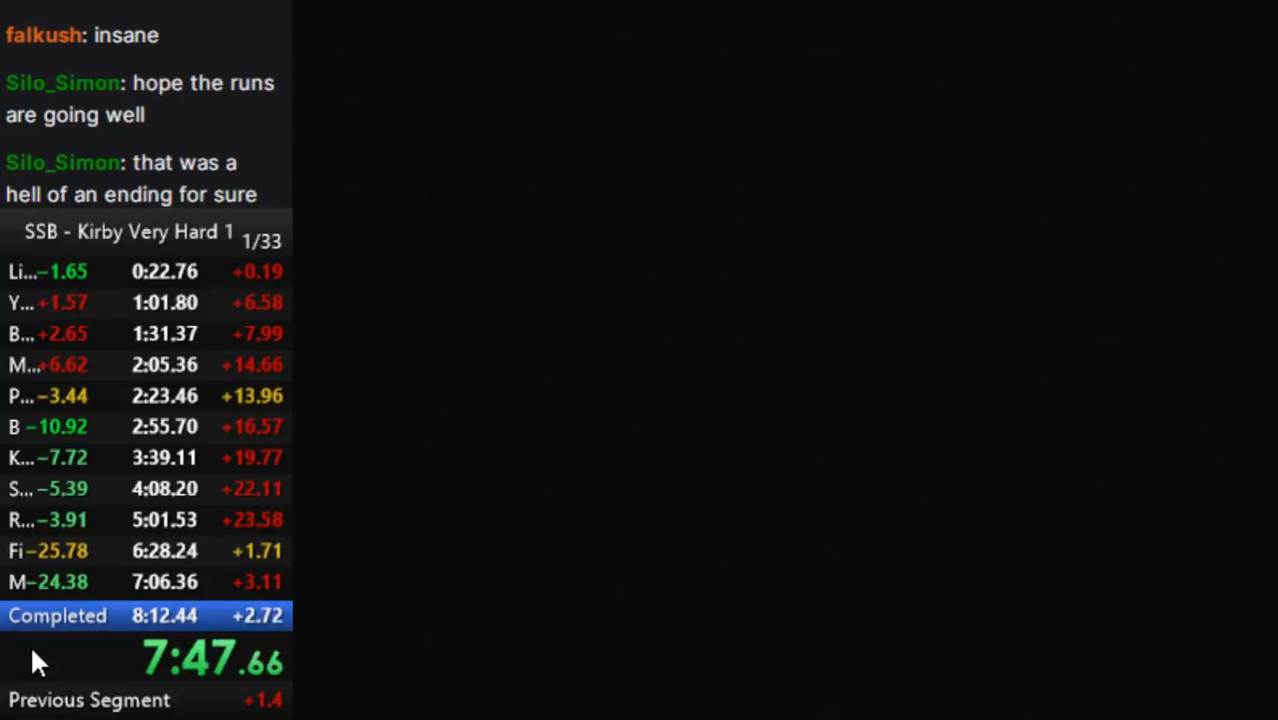 falkush: insane
Silo_Simon: hope the runs
are going well
Silo_Simon: that was a
hell of an ending for sure
SSB - Kirby Very Hard 1 1/33
Li... −1.65 0:22.76 +0.19
Y... +1.57 1:01.80 +6.58
B... +2.65 1:31.37 +7.99
M... +6.62 2:05.36 +14.66
P... −3.44 2:23.46 +13.96
B −10.92 2:55.70 +16.57
K... −7.72 3:39.11 +19.77
S... −5.39 4:08.20 +22.11
R... −3.91 5:01.53 +23.58
Fi −25.78 6:28.24 +1.71
M −24.38 7:06.36 +3.11
Completed 8:12.44 +2.72
7:47.66
Previous Segment +1.4